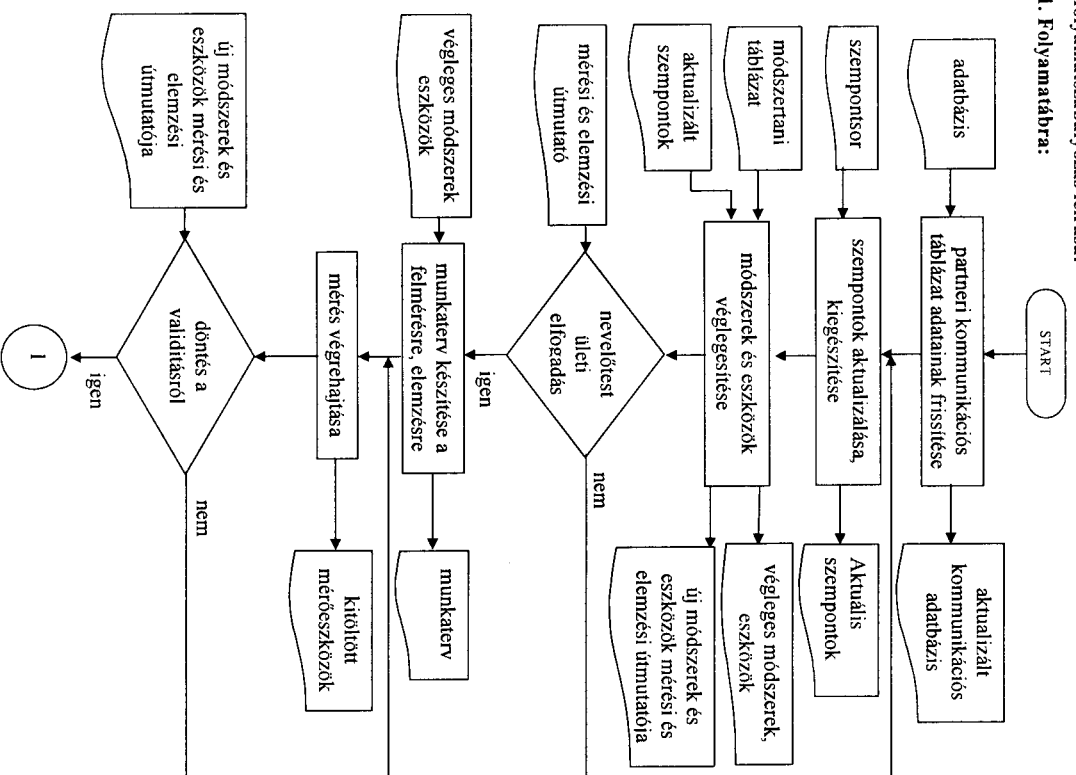 1. Folyamatábra:
START
adatbázis
partneri kommunikációs
táblázat adatainak frissítése
aktualizált
kommunikációs
adatbázis
szempontsor
szempontok aktualizálása,
kiegészítése
Aktuális
szempontok
módszertani
táblázat
aktualizált
szempontok
módszerek és eszközök
véglegesítése
végleges módszerek,
eszközök
új módszerek és
eszközök mérési és
elemzési útmutatója
mérési és elemzési
útmutató
nevelőtest
ületi
elfogadás
nem
igen
végleges módszerek
eszközök
munkaterv készítése a
felmérésre, elemzésre
munkaterv
mérés végrehajtása
kitöltött
mérőeszközök
új módszerek és
eszközök mérési és
elemzési
útmutatója
döntés a
validitásról
nem
igen
1